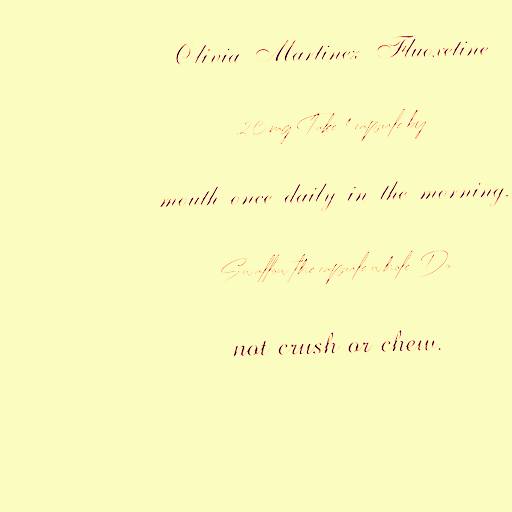 Olivia Martinez Fluoxetine
20 mg Take 1 capsule by
mouth once daily in the morning.
Swallow the capsule whole. Do
not crush or chew.